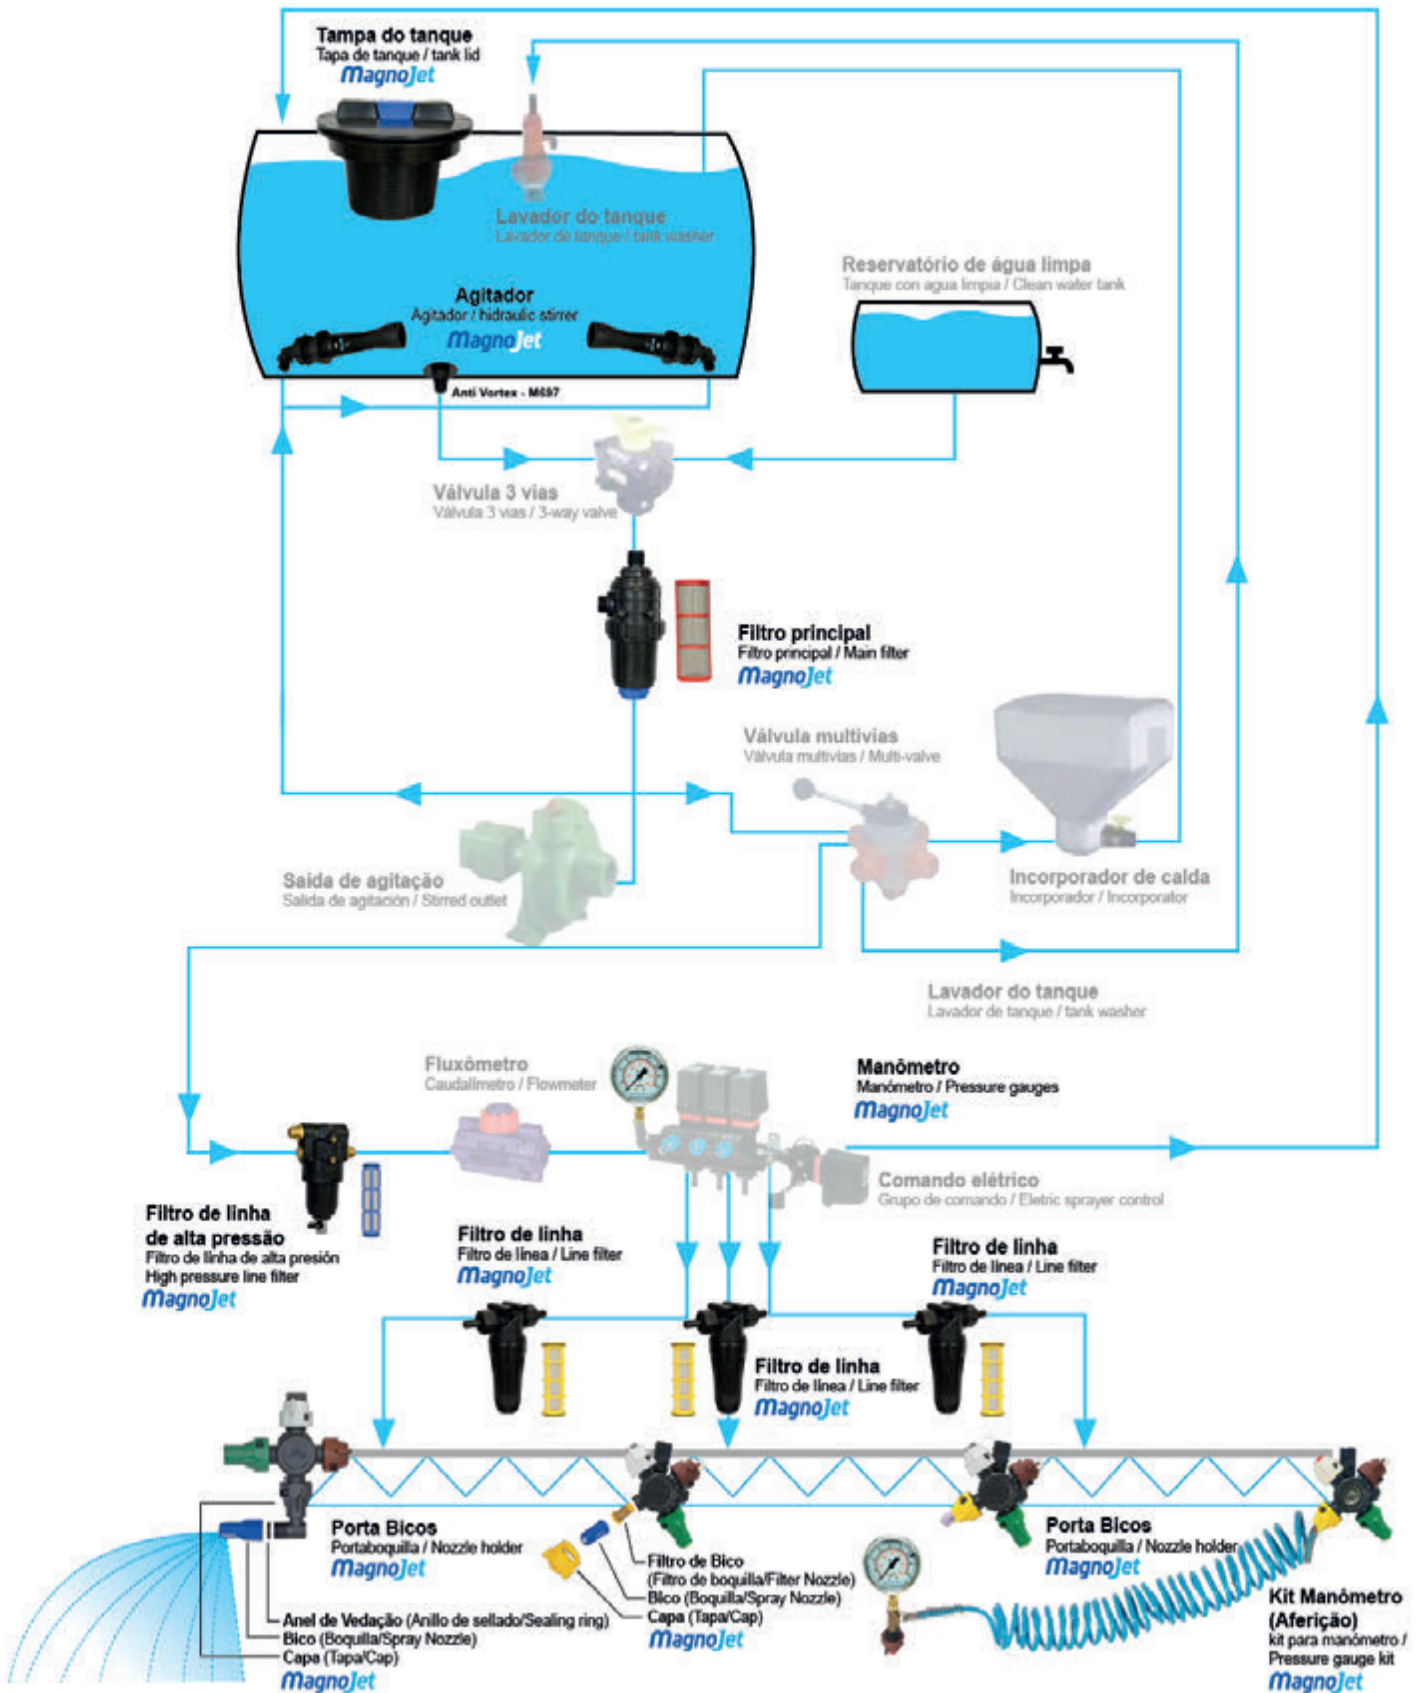 Tampa do tanque
Tapa de tanque / tank lid
MagnoJet
Lavador do tanque
Lavador de tanque / tank washer
Agitador
Agitador / hidraulic stirrer
MagnoJet
Anti Vortex - M697
Reservatório de água limpa
Tanque con agua limpia / Clean water tank
Válvula 3 vias
Válvula 3 vias / 3-way valve
Filtro principal
Filtro principal / Main filter
MagnoJet
Válvula multivias
Válvula multivias / Multi-valve
Saida de agitação
Salida de agitación / Stirred outlet
Incorporador de calda
Incorporador / Incorporator
Lavador do tanque
Lavador de tanque / tank washer
Fluxômetro
Caudalímetro / Flowmeter
Manômetro
Manómetro / Pressure gauges
MagnoJet
Comando elétrico
Grupo de comando / Eletric sprayer control
Filtro de linha
de alta pressão
Filtro de línha de alta presión
High pressure line filter
MagnoJet
Filtro de linha
Filtro de línea / Line filter
MagnoJet
Filtro de linha
Filtro de línea / Line filter
MagnoJet
Filtro de linha
Filtro de línea / Line filter
MagnoJet
Porta Bicos
Portaboquilla / Nozzle holder
MagnoJet
Anel de Vedação (Anillo de sellado/Sealing ring)
Bico (Boquilla/Spray Nozzle)
Capa (Tapa/Cap)
MagnoJet
Filtro de Bico
(Filtro de boquilla/Filter Nozzle)
Bico (Boquilla/Spray Nozzle)
Capa (Tapa/Cap)
MagnoJet
Porta Bicos
Portaboquilla / Nozzle holder
MagnoJet
Kit Manômetro
(Aferição)
kit para manómetro /
Pressure gauge kit
MagnoJet